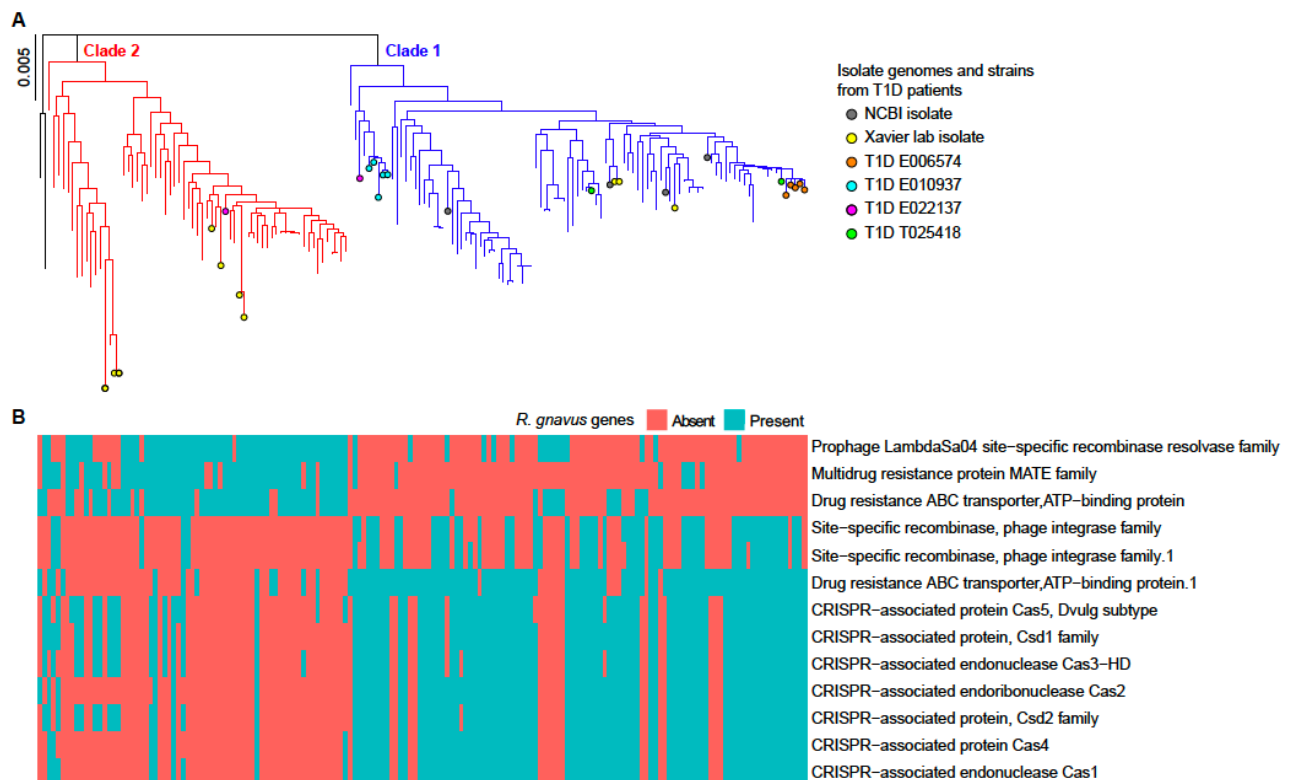 A
0.005
Clade 2
Clade 1
Isolate genomes and strains
from T1D patients
NCBI isolate
Xavier lab isolate
T1D E006574
T1D E010937
T1D E022137
T1D T025418
B
R. gnavus genes Absent Present
Prophage LambdaSa04 site−specific recombinase resolvase family
Multidrug resistance protein MATE family
Drug resistance ABC transporter,ATP−binding protein
Site−specific recombinase, phage integrase family
Site−specific recombinase, phage integrase family.1
Drug resistance ABC transporter,ATP−binding protein.1
CRISPR−associated protein Cas5, Dvulg subtype
CRISPR−associated protein, Csd1 family
CRISPR−associated endonuclease Cas3−HD
CRISPR−associated endoribonuclease Cas2
CRISPR−associated protein, Csd2 family
CRISPR−associated protein Cas4
CRISPR−associated endonuclease Cas1